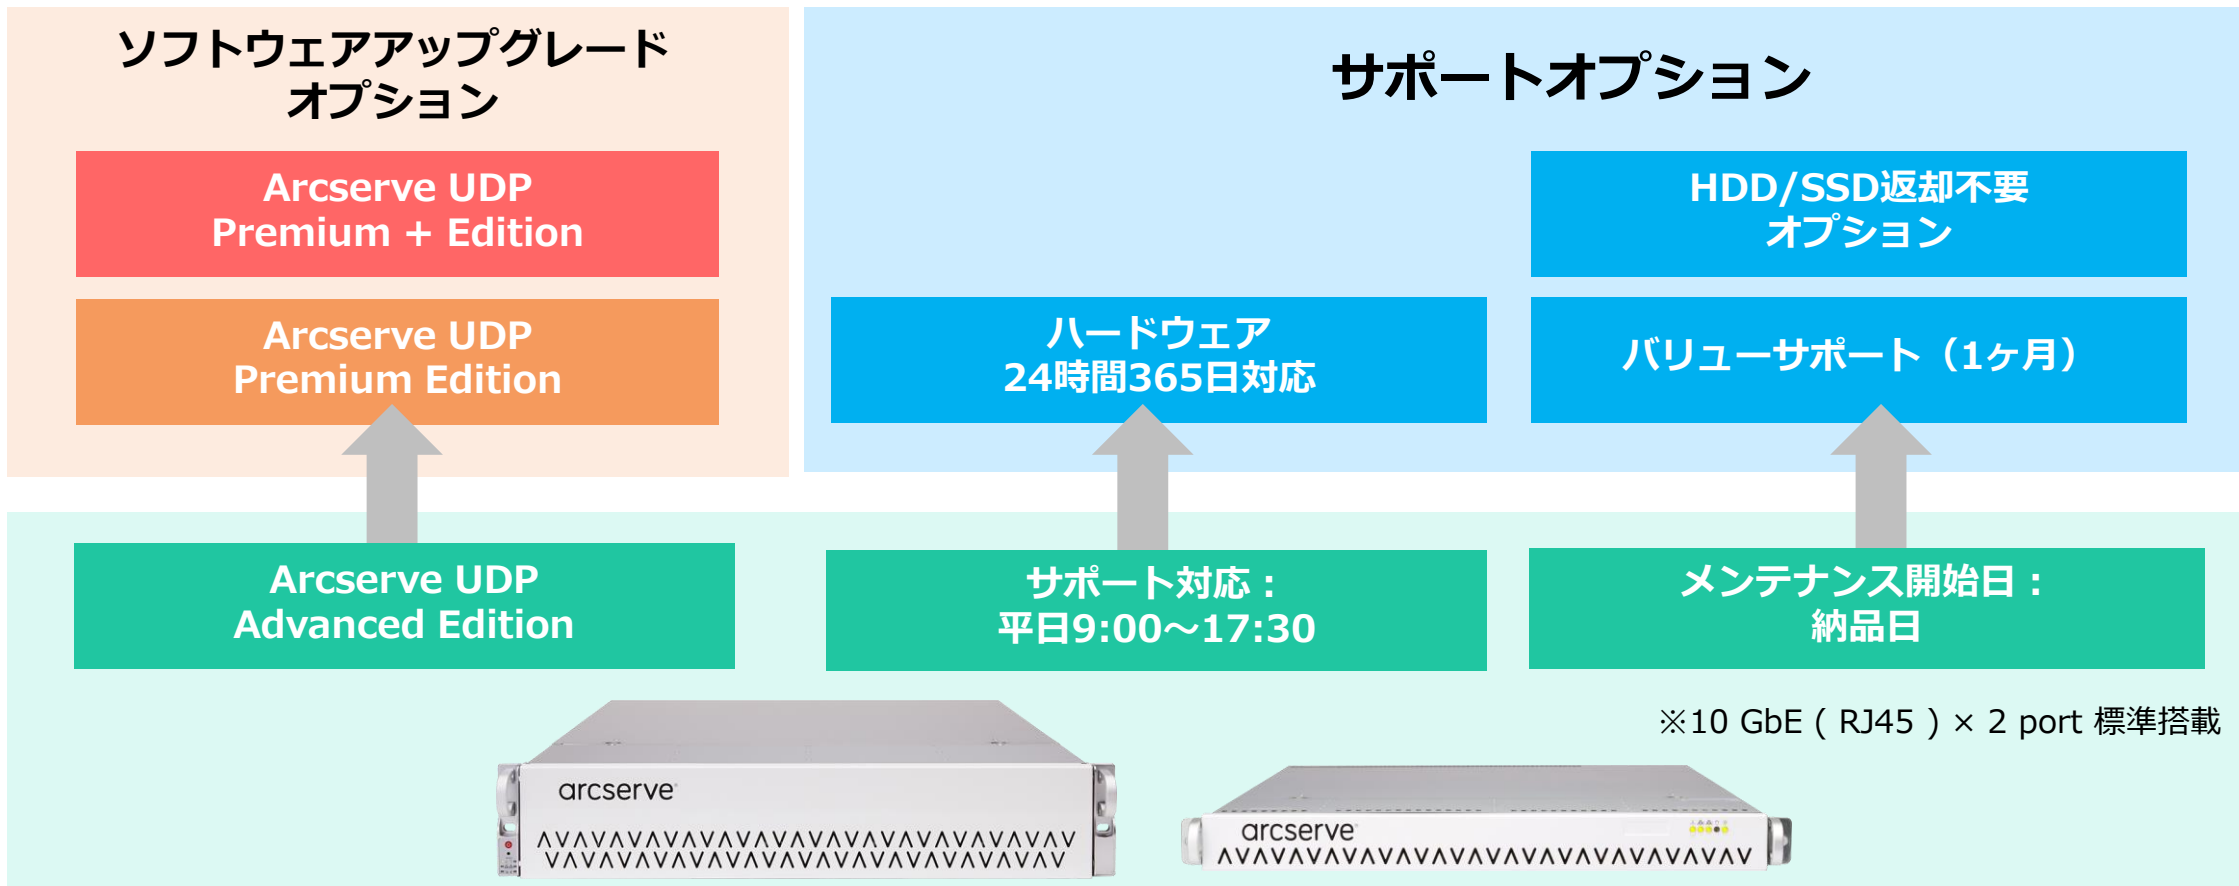 ソフトウェアアップグレード
オプション
Arcserve UDP
Premium + Edition
Arcserve UDP
Premium Edition
サポートオプション
HDD/SSD返却不要
オプション
ハードウェア
24時間365日対応
バリューサポート（1ヶ月）
Arcserve UDP
Advanced Edition
サポート対応：
平日9:00～17:30
メンテナンス開始日：
納品日
※10 GbE ( RJ45 ) × 2 port 標準搭載
arcserve
arcserve